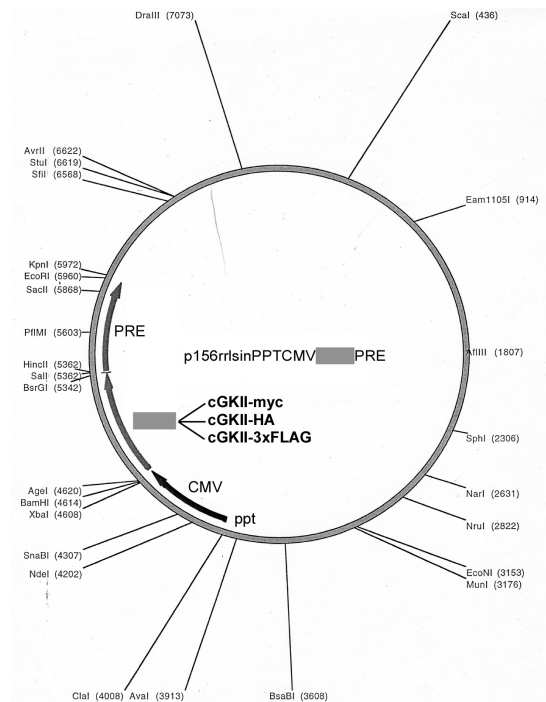 DraIII (7073)
ScaI (436)
AvrII (6622)
StuI (6619)
SfiI (6568)
Eam1105I (914)
KpnI (5972)
EcoRI (5960)
SacII (5868)
PflMI (5603)
PRE
p156rrlsinPPTCMV PRE
AflIII (1807)
HincII (5362)
SalI (5362)
BsrGI (5342)
cGKII-myc
cGKII-HA
cGKII-3xFLAG
SphI (2306)
AgeI (4620)
BamHI (4614)
XbaI (4608)
CMV
NarI (2631)
ppt
NruI (2822)
SnaBI (4307)
NdeI (4202)
EcoNI (3153)
MunI (3176)
ClaI (4008) AvaI (3913)
BsaBI (3608)